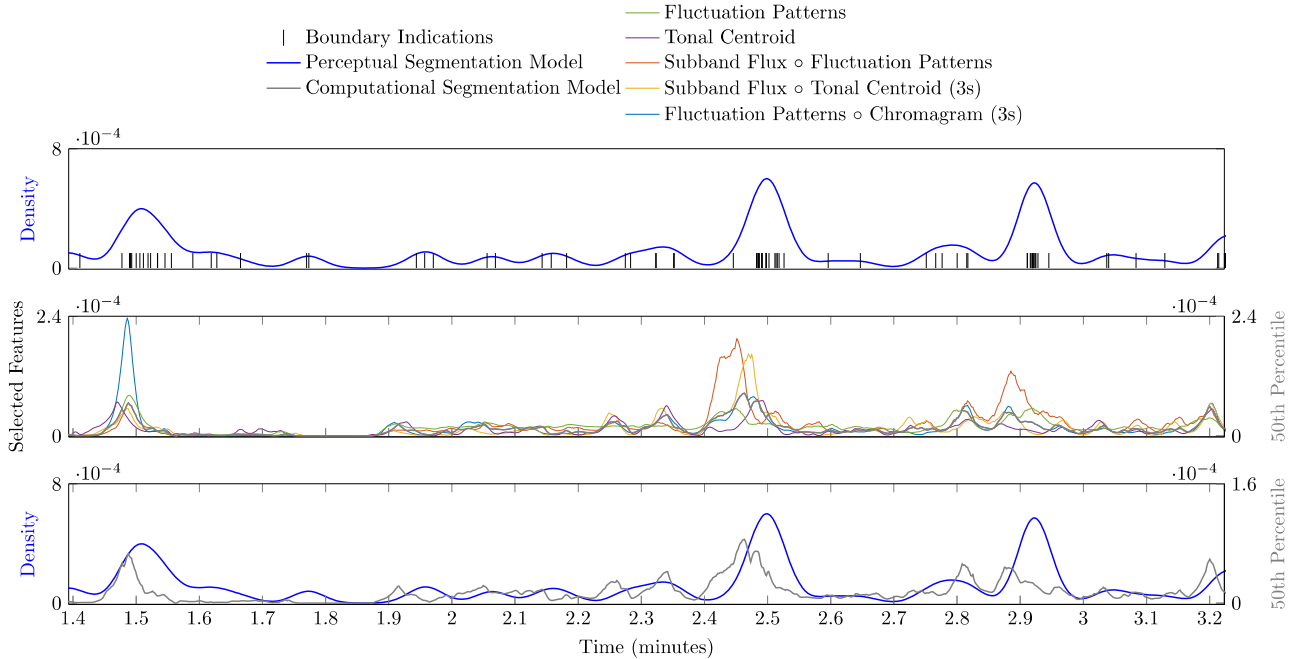 Fluctuation Patterns
Boundary Indications
Tonal Centroid
Perceptual Segmentation Model
Subband Flux ∘ Fluctuation Patterns
Computational Segmentation Model
Subband Flux ∘ Tonal Centroid (3s)
Fluctuation Patterns ∘ Chromagram (3s)
·10⁻⁴
8
Density
0
·10⁻⁴ ·10⁻⁴
2.4 2.4
Selected Features
50th Percentile
0 0
·10⁻⁴ ·10⁻⁴
8 1.6
Density
50th Percentile
0 0
1.4 1.5 1.6 1.7 1.8 1.9 2 2.1 2.2 2.3 2.4 2.5 2.6 2.7 2.8 2.9 3 3.1 3.2
Time (minutes)